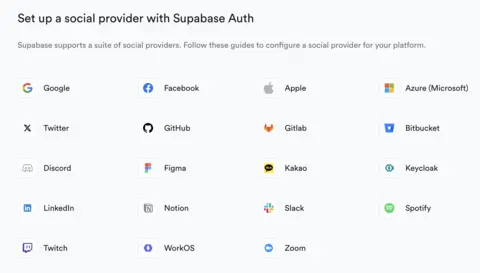 Set up a social provider with Supabase Auth
Supabase supports a suite of social providers. Follow these guides to configure a social provider for your platform.
Google
Facebook
Apple
Azure (Microsoft)
Twitter
GitHub
Gitlab
Bitbucket
Discord
Figma
Kakao
Keycloak
LinkedIn
Notion
Slack
Spotify
Twitch
WorkOS
Zoom